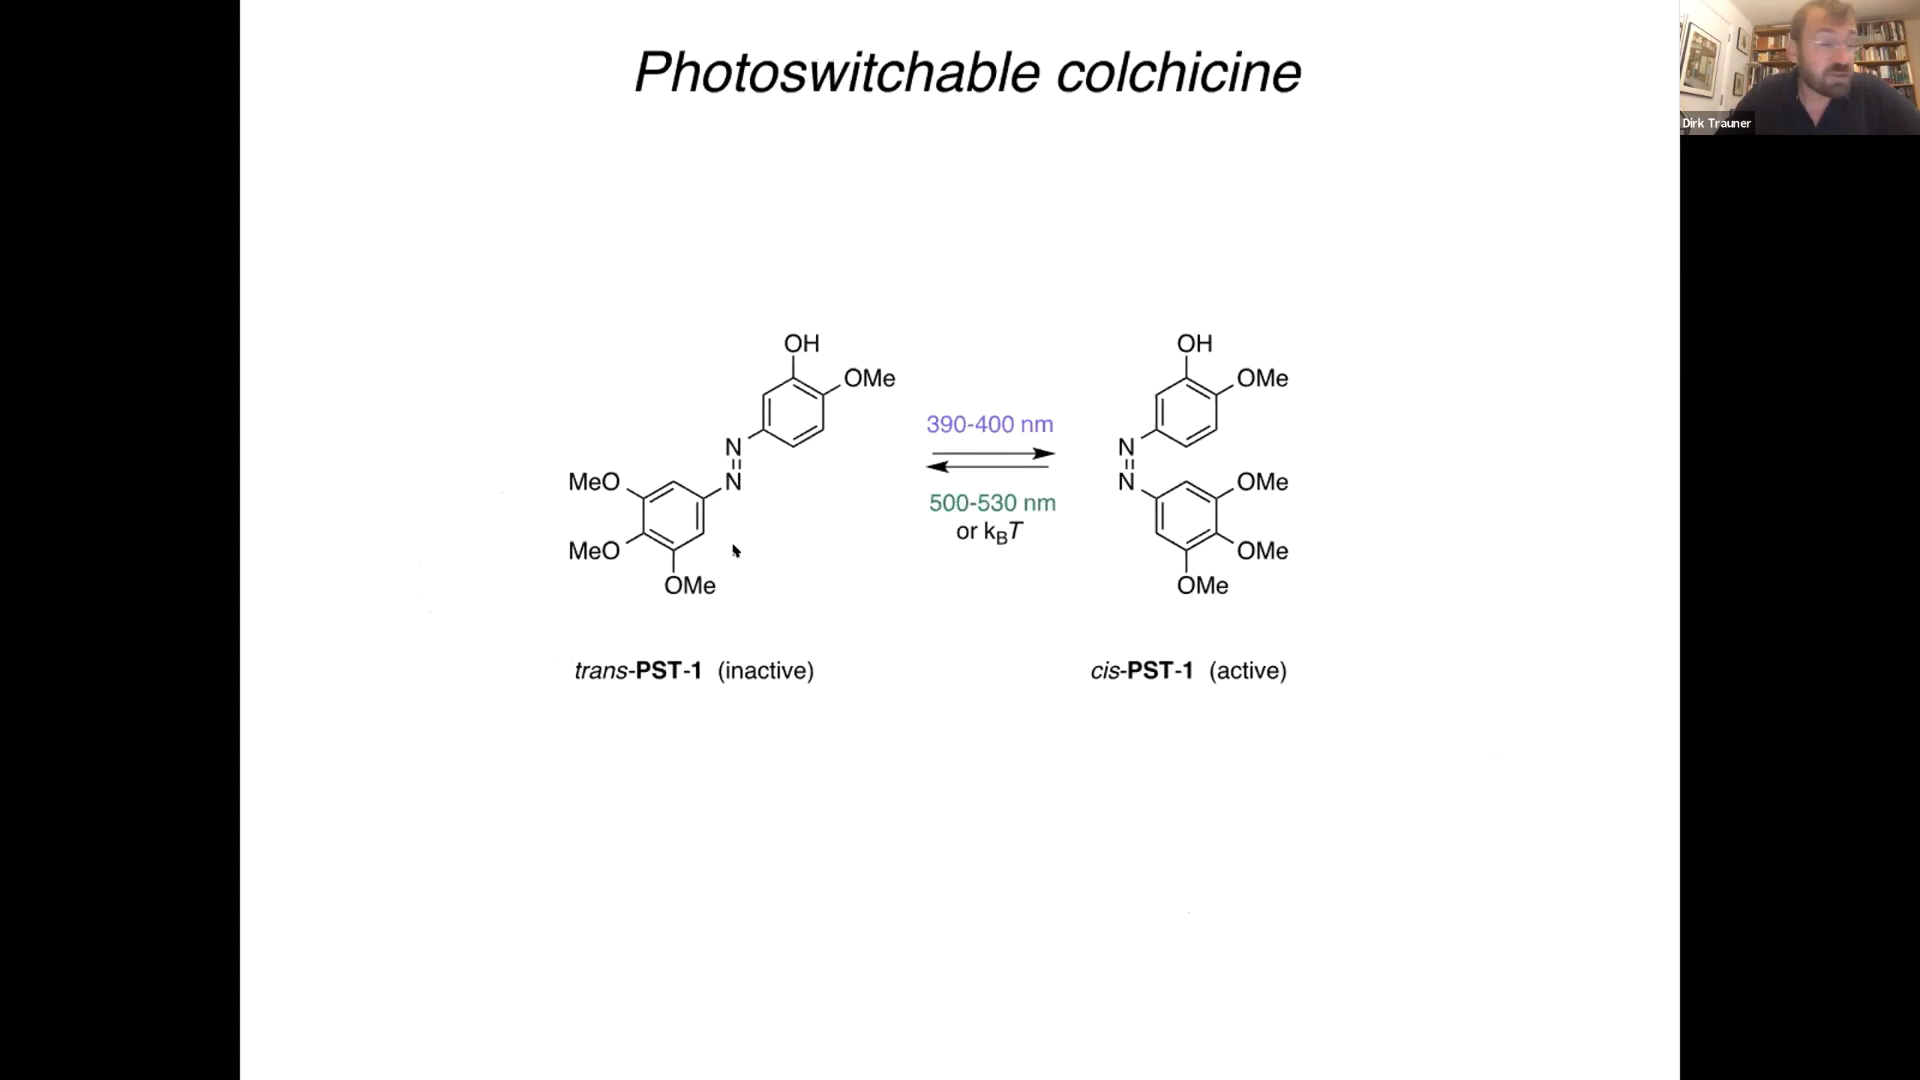 Photoswitchable colchicine
Dirk Trauner
OH
OMe
N
N
MeO
MeO
OMe
390-400 nm
500-530 nm
or kBT
OH
OMe
N
N
OMe
OMe
OMe
trans-PST-1 (inactive)
cis-PST-1 (active)